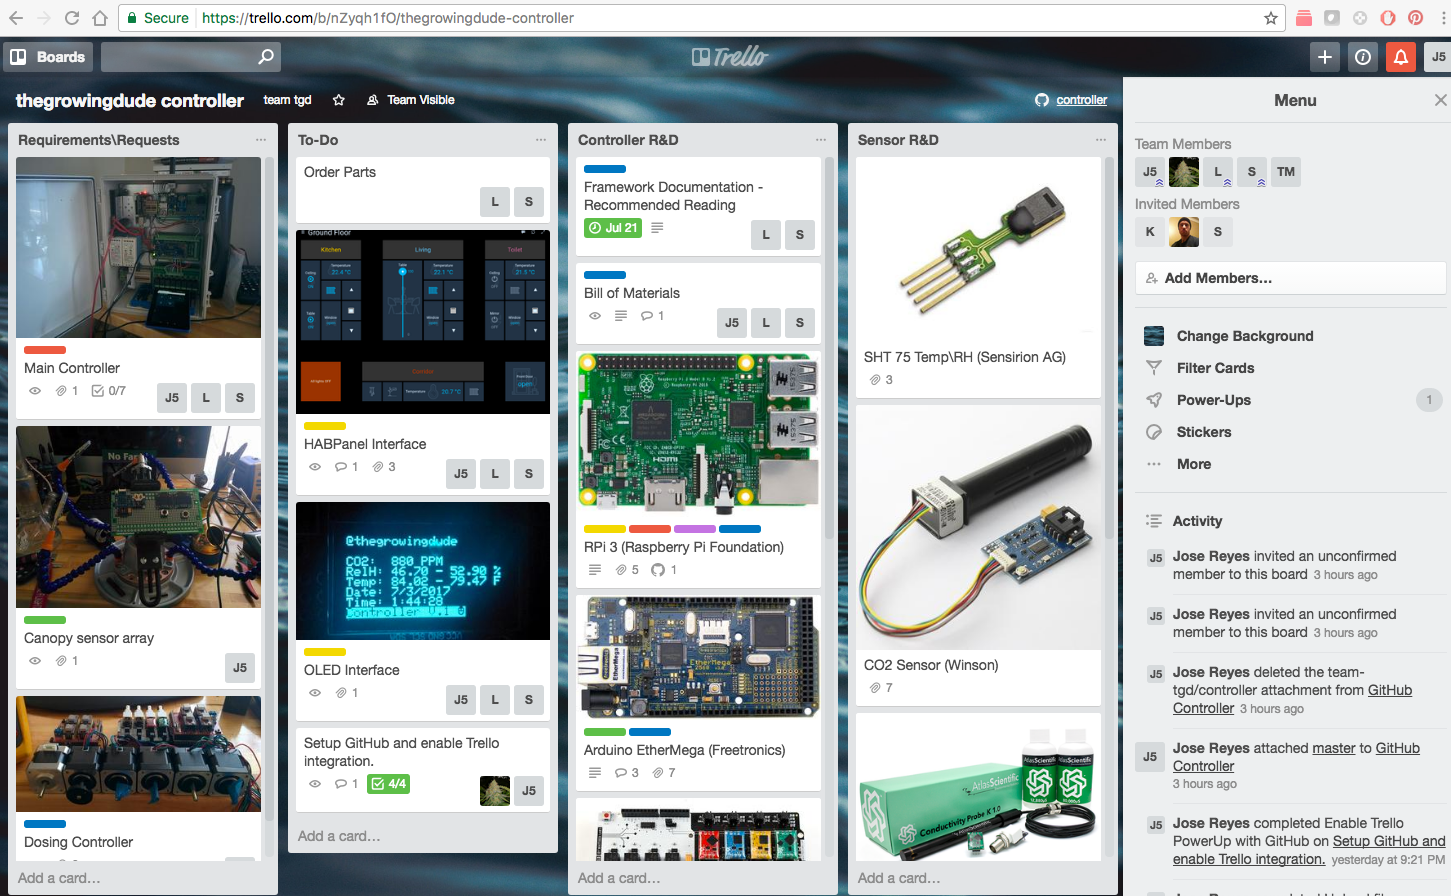 Secure https://trello.com/b/nZyqh1fO/thegrowingdude-controller
Boards
Trello
J5
thegrowingdude controller team tgd Team Visible
controller
Requirements\Requests
Main Controller
1 0/7
J5 L S
No Fa
Canopy sensor array
1
J5
Dosing Controller
Add a card…
To-Do
Order Parts
L S
Ground Floor
Kitchen Living Toilet
HABPanel Interface
1 3
J5 L S
@thegrowingdude
CO2: 880 PPM
RelH: 46.70 - 52.90 %
Temp: 84.02 - 79.47 F
Date: 7/3/2017
Time: 1:44:28
Controller V.1.0
OLED Interface
1
J5 L S
Setup GitHub and enable Trello
integration.
1 4/4
J5
Add a card…
Controller R&D
Framework Documentation -
Recommended Reading
Jul 21
L S
Bill of Materials
1
J5 L S
HDMI
RPi 3 (Raspberry Pi Foundation)
5 1
EtherMega
Arduino EtherMega (Freetronics)
3 7
Add a card…
Sensor R&D
SHT 75 Temp\RH (Sensirion AG)
3
CO2 Sensor (Winson)
7
AtlasScientific
Conductivity Probe K 1.0
Add a card…
Menu
Team Members
J5 L S TM
Invited Members
K S
Add Members…
Change Background
Filter Cards
Power-Ups 1
Stickers
More
Activity
J5 Jose Reyes invited an unconfirmed
member to this board 3 hours ago
J5 Jose Reyes invited an unconfirmed
member to this board 3 hours ago
J5 Jose Reyes deleted the team-
tgd/controller attachment from GitHub
Controller 3 hours ago
J5 Jose Reyes attached master to GitHub
Controller
3 hours ago
J5 Jose Reyes completed Enable Trello
PowerUp with GitHub on Setup GitHub and
enable Trello integration. yesterday at 9:21 PM